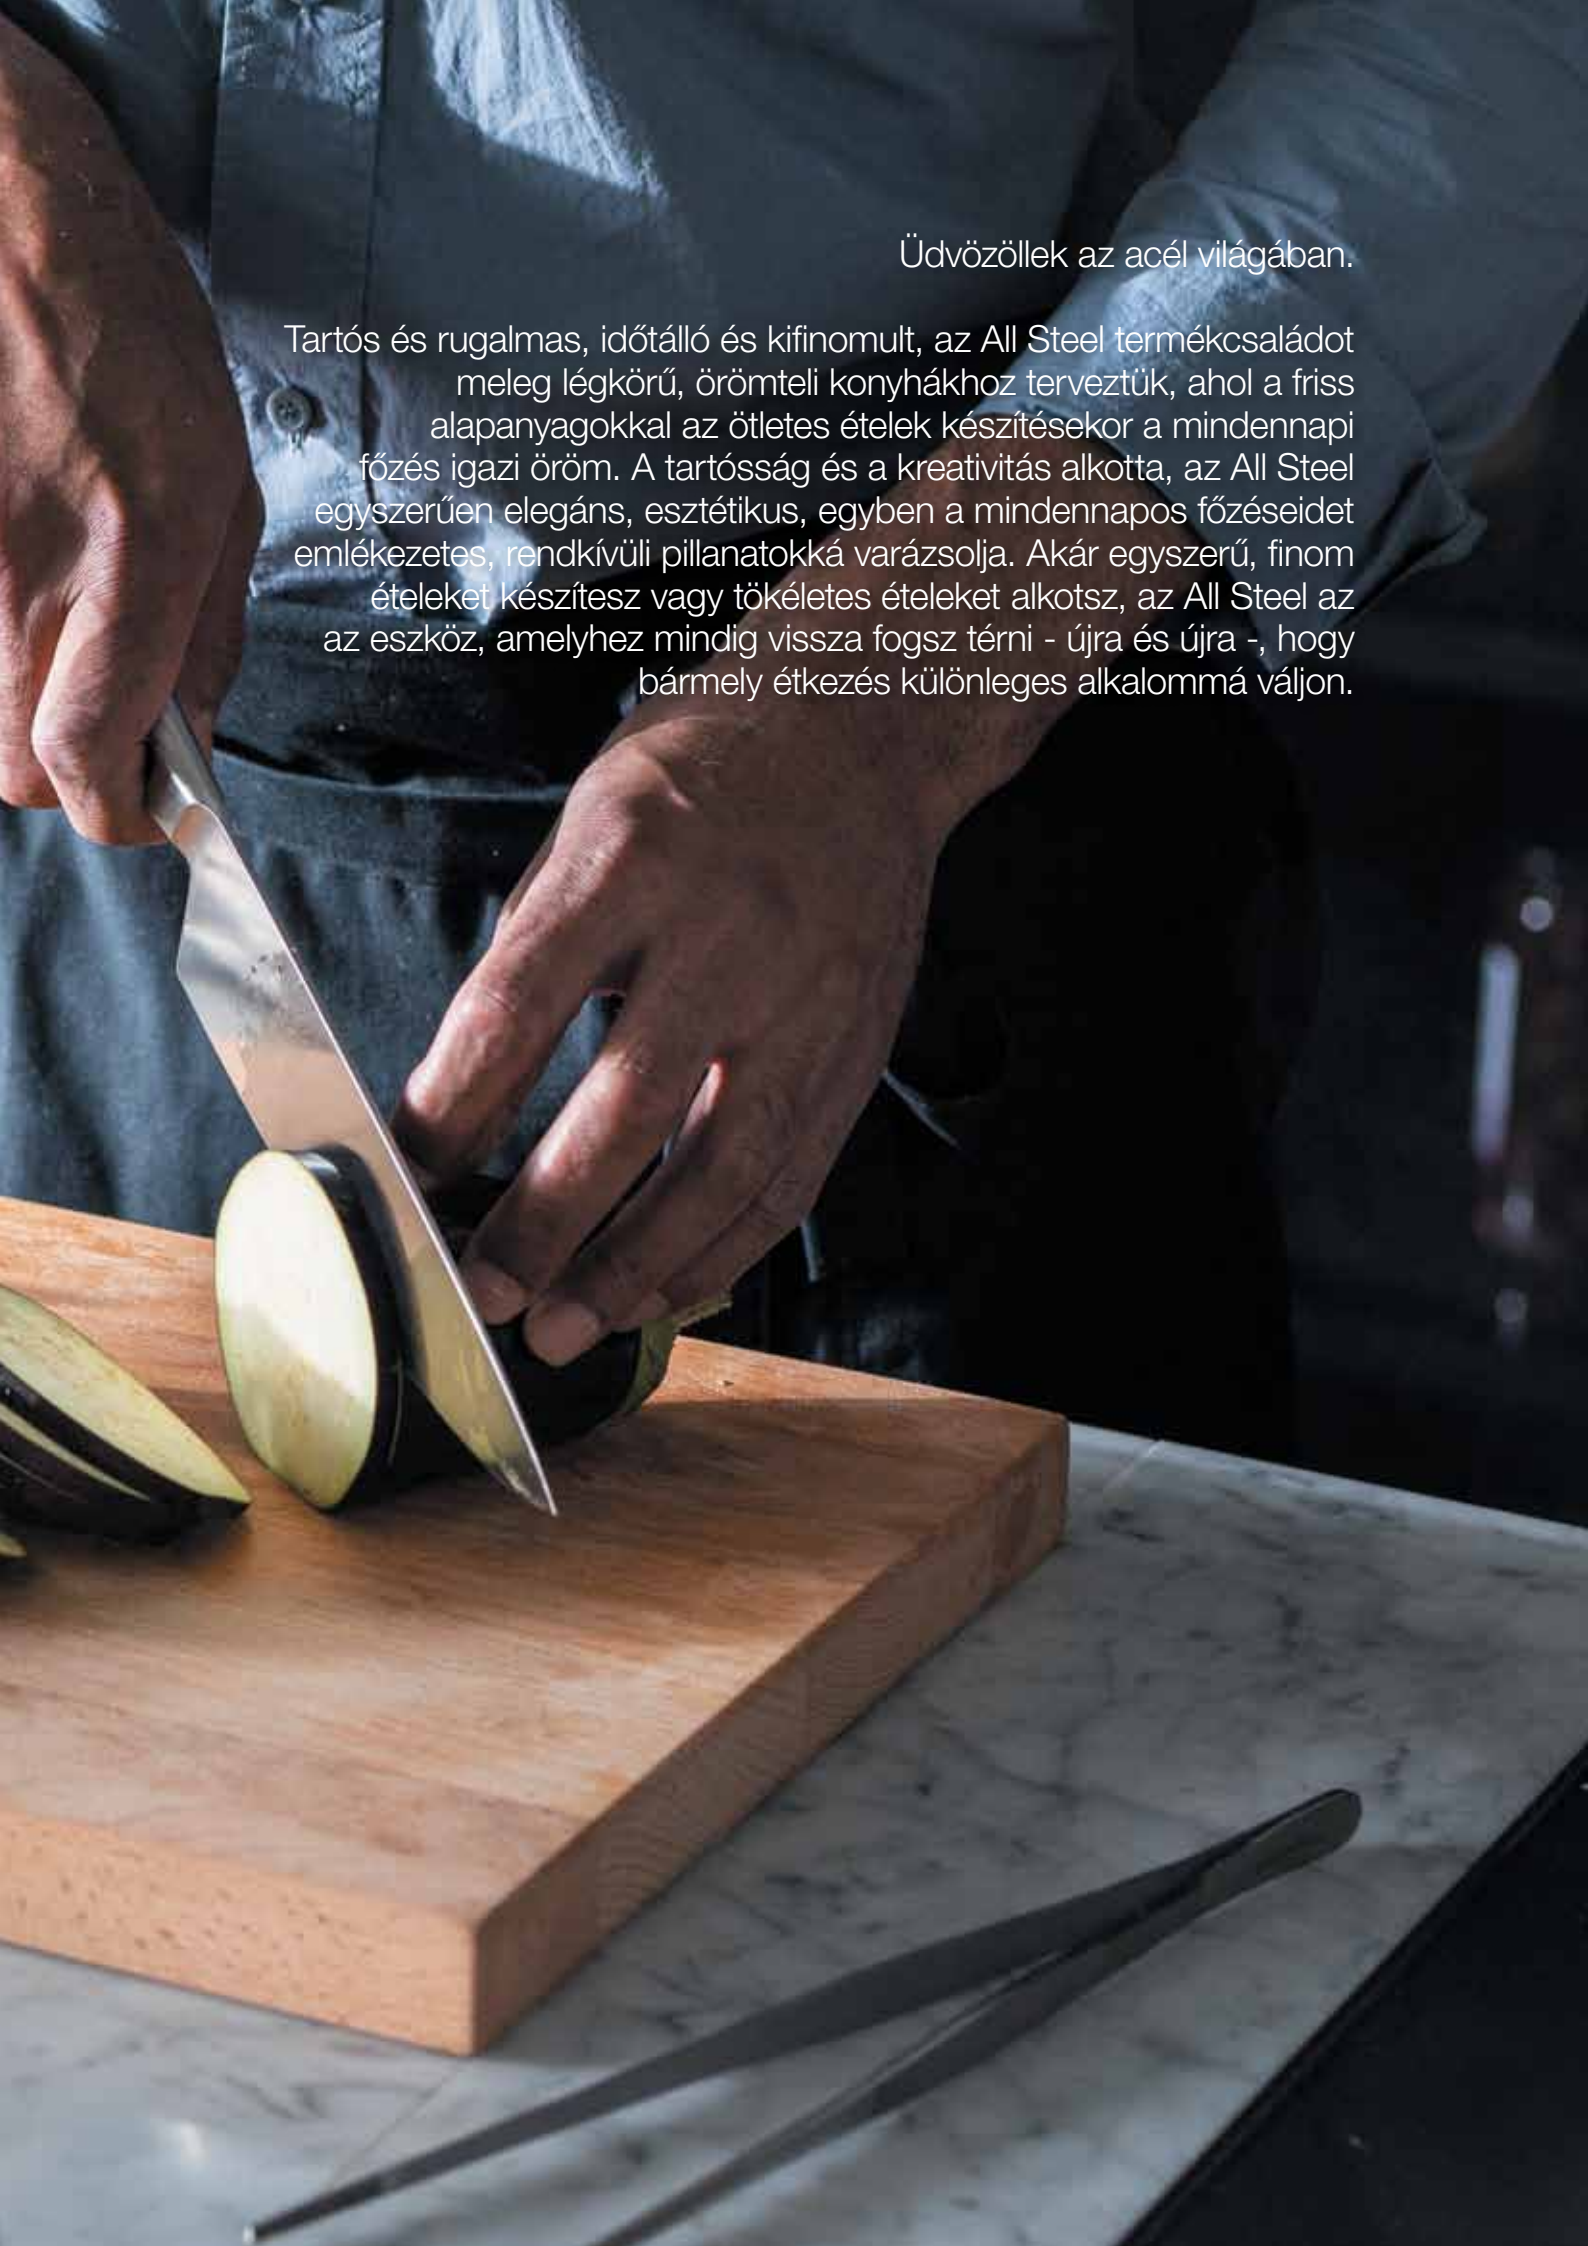 Üdvözöllek az acél világában.
Tartós és rugalmas, időtálló és kifinomult, az All Steel termékcsaládot
meleg légkörű, örömteli konyhákhoz terveztük, ahol a friss
alapanyagokkal az ötletes ételek készítésekor a mindennapi
főzés igazi öröm. A tartósság és a kreativitás alkotta, az All Steel
egyszerűen elegáns, esztétikus, egyben a mindennapos főzéseidet
emlékezetes, rendkívüli pillanatokká varázsolja. Akár egyszerű, finom
ételeket készítesz vagy tökéletes ételeket alkotsz, az All Steel az
az eszköz, amelyhez mindig vissza fogsz térni - újra és újra -, hogy
bármely étkezés különleges alkalommá váljon.